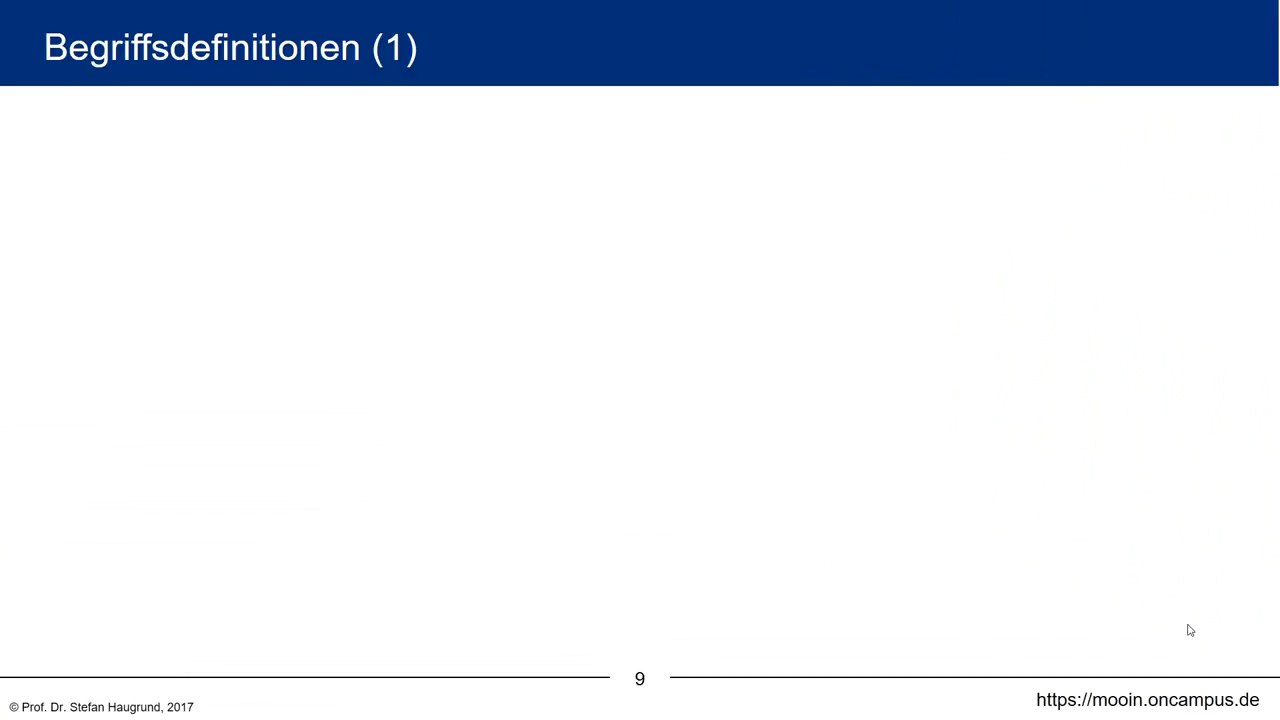 Begriffsdefinitionen (1)
9
© Prof. Dr. Stefan Haugrund, 2017
https://mooin.oncampus.de